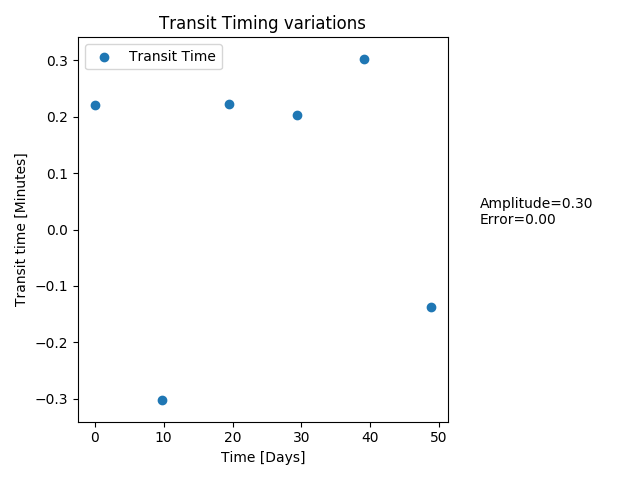 Transit Timing variations
Transit Time
0.3
0.2
0.1
0.0
−0.1
−0.2
−0.3
Transit time [Minutes]
Amplitude=0.30
Error=0.00
0 10 20 30 40 50
Time [Days]